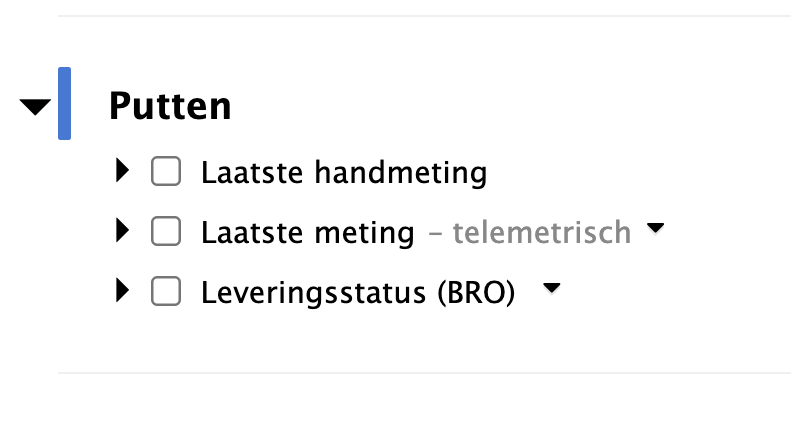 Putten
Laatste handmeting
Laatste meting – telemetrisch
Leveringsstatus (BRO)